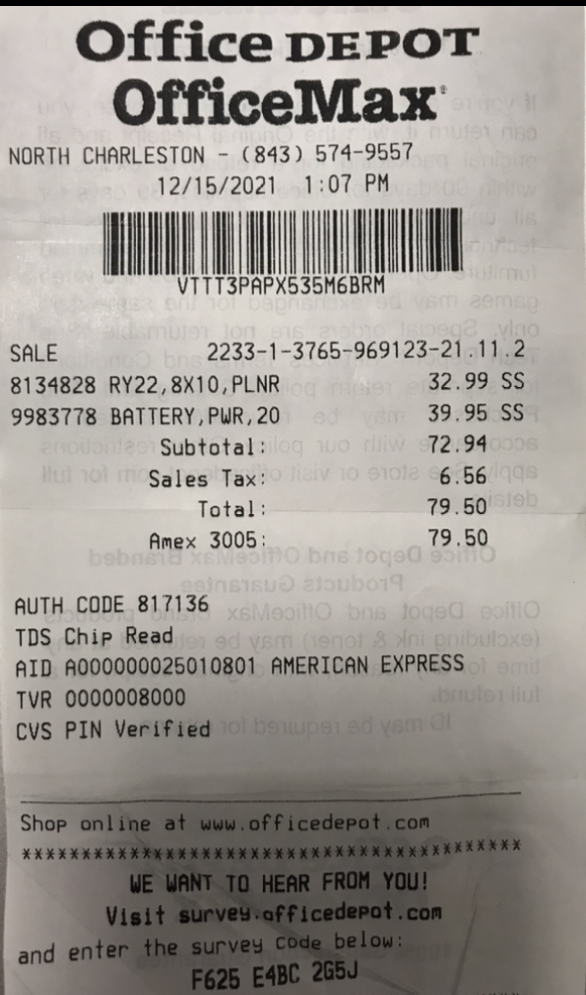 Office DEPOT
OfficeMax
NORTH CHARLESTON - (843) 574-9557
12/15/2021 1:07 PM
VTTT3PAPX535M6BRM
SALE 2233-1-3765-969123-21.11.2
8134828 RY22,8X10,PLNR 32.99 SS
9983778 BATTERY,PWR,20 39.95 SS
Subtotal: 72.94
Sales Tax: 6.56
Total: 79.50
Amex 3005: 79.50
AUTH CODE 817136
TDS Chip Read
AID A000000025010801 AMERICAN EXPRESS
TVR 0000008000
CVS PIN Verified
Shop online at www.officedepot.com
******************************************
WE WANT TO HEAR FROM YOU!
Visit survey.officedepot.com
and enter the survey code below:
F625 E4BC 2G5J